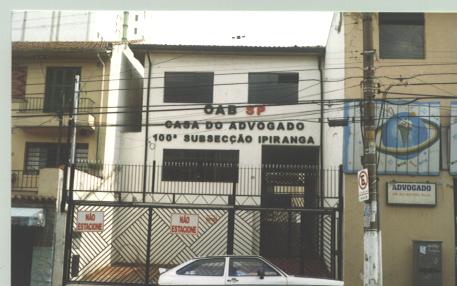 OAB SP
CASA DO ADVOGADO
100ª SUBSECÇÃO IPIRANGA
NÃO
ESTACIONE
NÃO
ESTACIONE
ADVOGADO